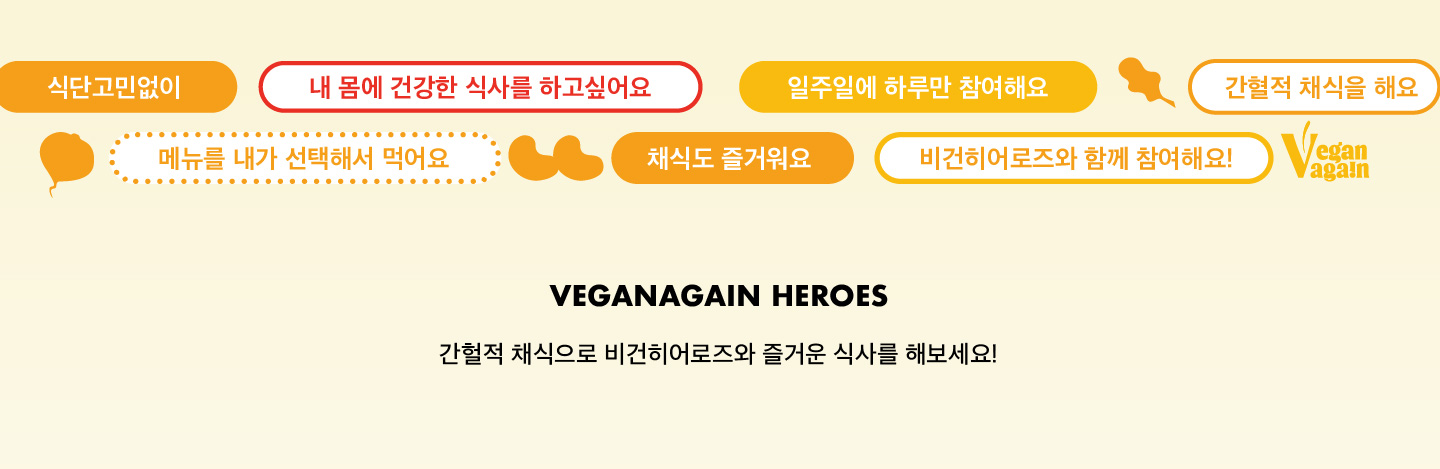 식단고민없이
내 몸에 건강한 식사를 하고싶어요
일주일에 하루만 참여해요
간혈적 채식을 해요
메뉴를 내가 선택해서 먹어요
채식도 즐거워요
비건히어로즈와 함께 참여해요!
Vegan
again
VEGANAGAIN HEROES
간헐적 채식으로 비건히어로즈와 즐거운 식사를 해보세요!